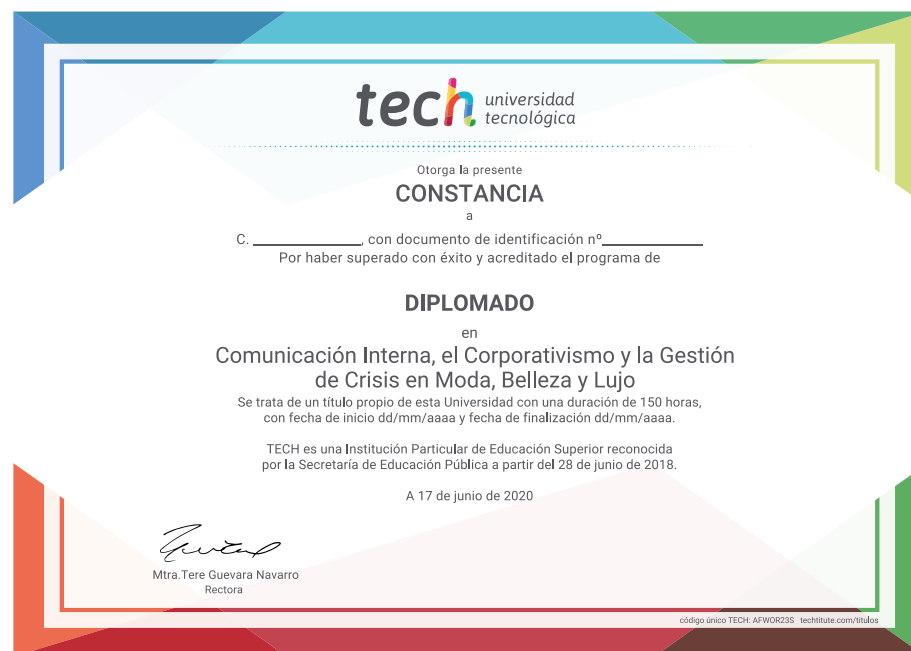 tech universidad
tecnológica
Otorga la presente
CONSTANCIA
a
C. ______________, con documento de identificación nº_____________
Por haber superado con éxito y acreditado el programa de
DIPLOMADO
en
Comunicación Interna, el Corporativismo y la Gestión
de Crisis en Moda, Belleza y Lujo
Se trata de un título propio de esta Universidad con una duración de 150 horas,
con fecha de inicio dd/mm/aaaa y fecha de finalización dd/mm/aaaa.
TECH es una Institución Particular de Educación Superior reconocida
por la Secretaría de Educación Pública a partir del 28 de junio de 2018.
A 17 de junio de 2020
Mtra.Tere Guevara Navarro
Rectora
código único TECH: AFWOR23S techtitute.com/titulos